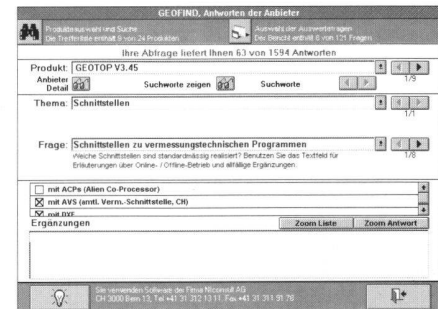 GEOFIND, Antworten der Anbieter
Produktauswahl und Suche
Die Trefferliste enthält 9 von 24 Produkten.
Auswahl der Auswertefragen
Der Bericht enthält 8 von 131 Fragen
Ihre Abfrage liefert Ihnen 63 von 1594 Antworten
Produkt: GEOTOP V3.45
Anbieter Detail
Suchworte zeigen
Suchworte
1/9
Thema: Schnittstellen
1/1
Frage: Schnittstellen zu vermessungstechnischen Programmen
1/8
Welche Schnittstellen sind standardmässig realisiert? Benutzen Sie das Textfeld für
Erläuterungen über Online- / Offline-Betrieb und allfällige Ergänzungen.
mit ACPs (Alien Co-Processor)
mit AVS (amtl. Verm.-Schnittstelle, CH)
mit DXF
Ergänzungen
Zoom Liste
Zoom Antwort
Sie verwenden Software der Firma Niconsult AG
CH 3000 Bern 13, Tel +41 31 312 13 11, Fax +41 31 311 91 76